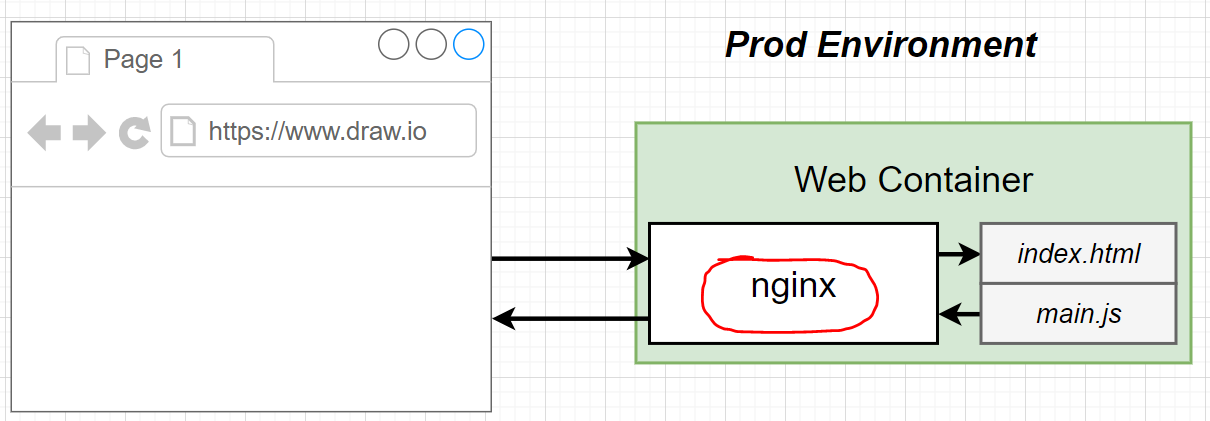 Page 1
https://www.draw.io
Prod Environment
Web Container
nginx
index.html
main.js